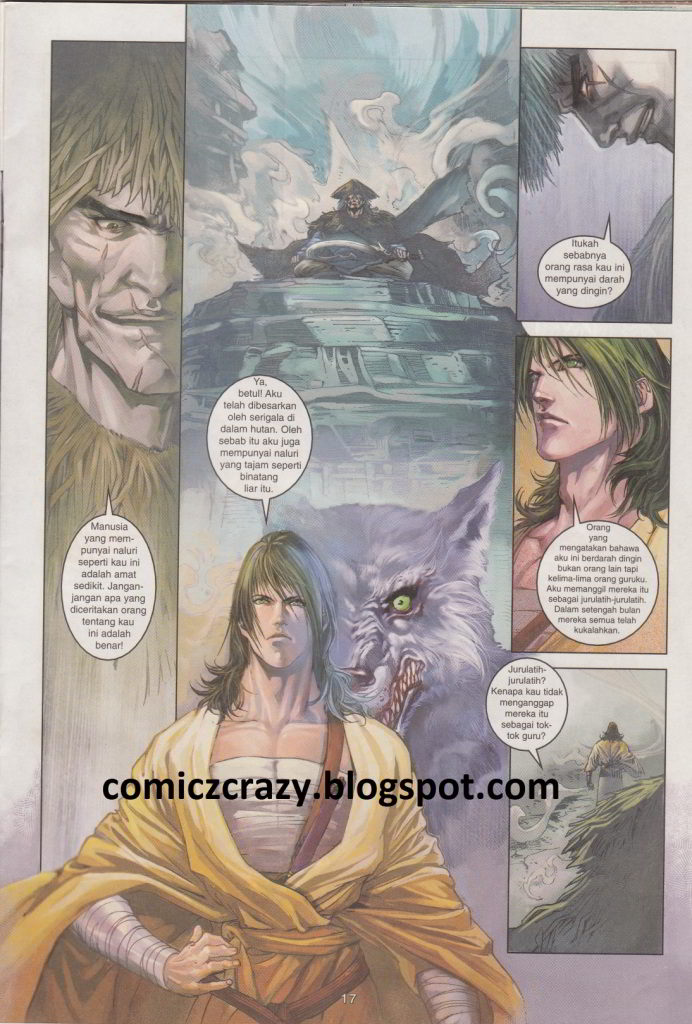 Manusia
yang mem-
punyai naluri
seperti kau ini
adalah amat
sedikit. Jangan-
jangan apa yang
diceritakan orang
tentang kau
ini adalah
benar!
Ya,
betul! Aku
telah dibesarkan
oleh serigala di
dalam hutan. Oleh
sebab itu aku juga
mempunyai naluri
yang tajam seperti
binatang
liar itu.
Itukah
sebabnya
orang rasa kau ini
mempunyai darah
yang dingin?
Orang
yang
mengatakan bahawa
aku ini berdarah dingin
bukan orang lain tapi
kelima-lima orang guruku.
Aku memanggil mereka itu
sebagai jurulatih-jurulatih.
Dalam setengah bulan
mereka semua telah
kukalahkan.
Jurulatih-
jurulatih?
Kenapa kau tidak
menganggap
mereka itu
sebagai tok-
tok guru?
comiczcrazy.blogspot.com
17